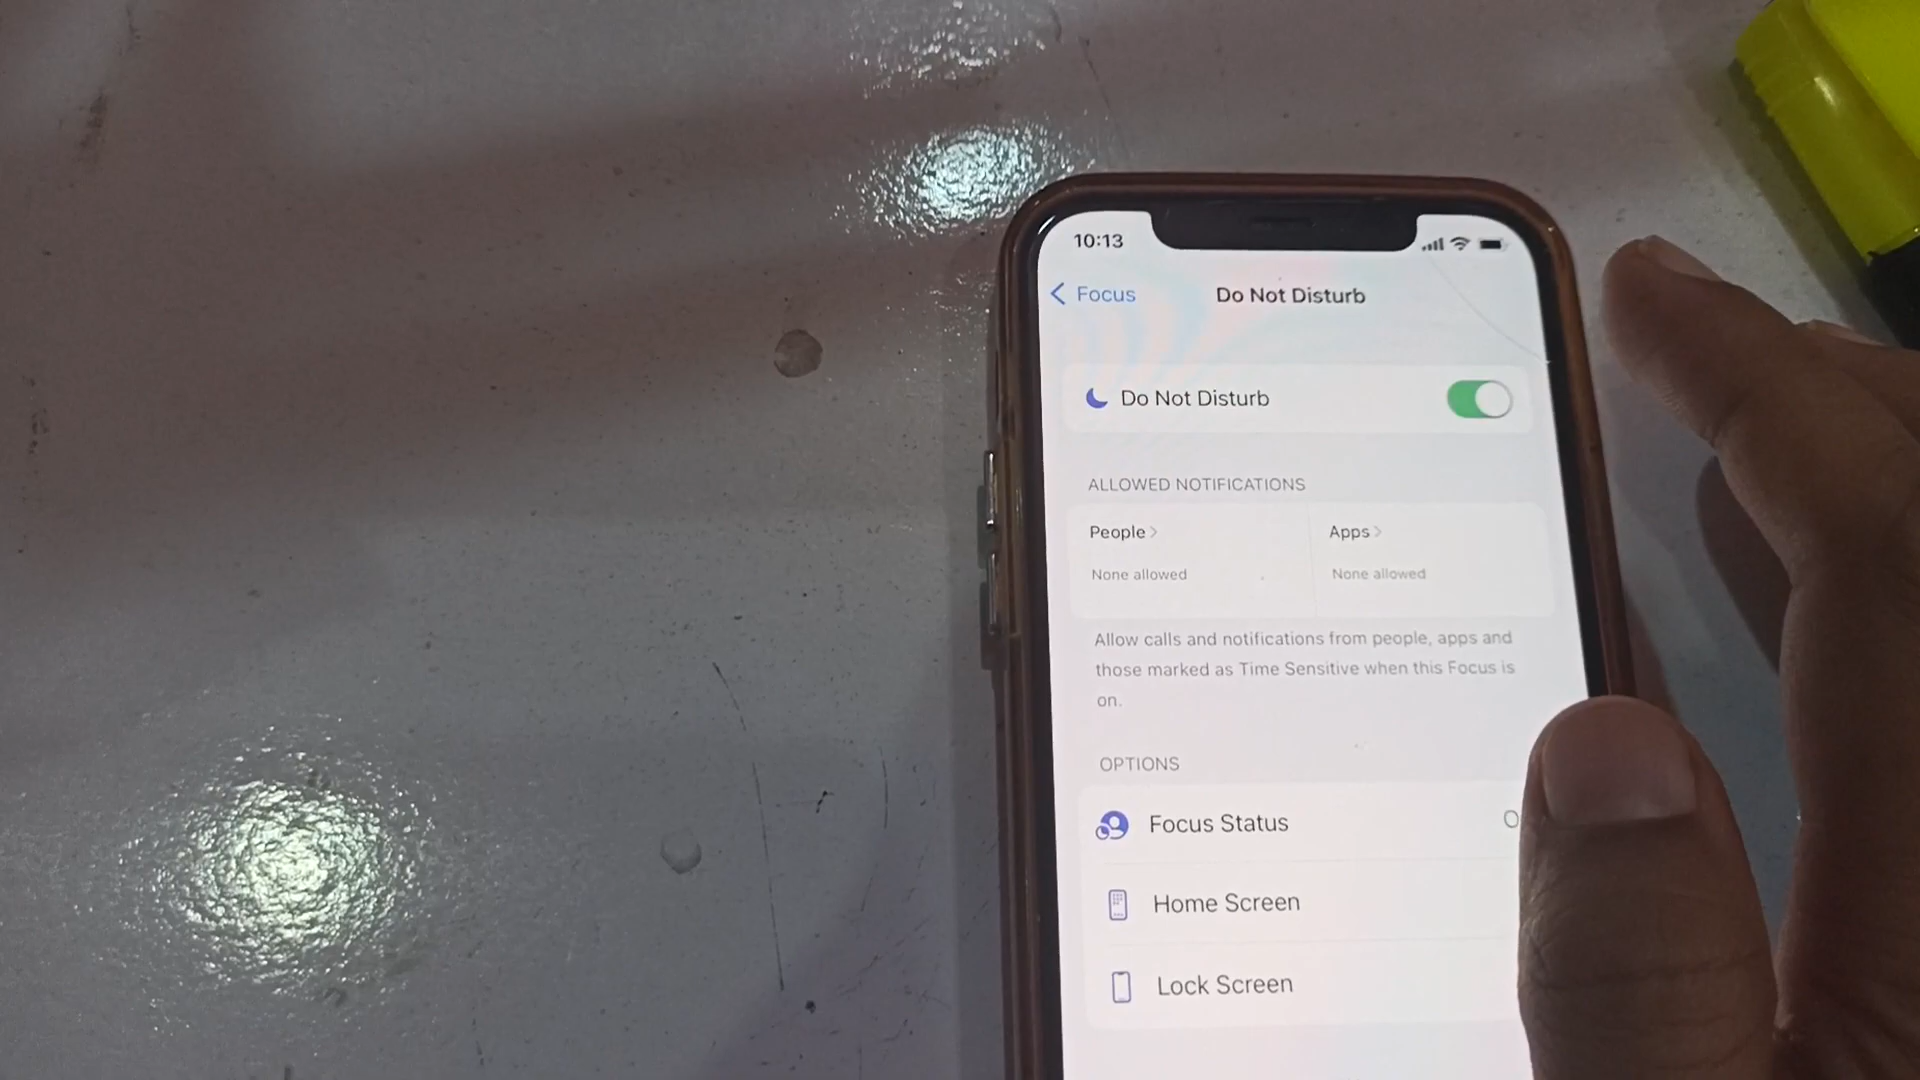 10:13
Focus
Do Not Disturb
Do Not Disturb
ALLOWED NOTIFICATIONS
People
Apps
None allowed
None allowed
Allow calls and notifications from people, apps and
those marked as Time Sensitive when this Focus is
on.
OPTIONS
Focus Status
Home Screen
Lock Screen